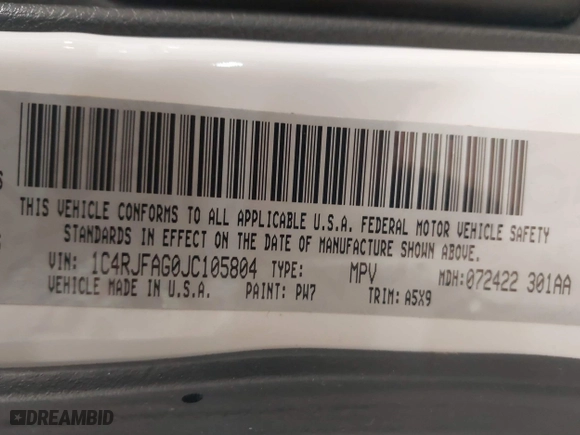 THIS VEHICLE CONFORMS TO ALL APPLICABLE U.S.A. FEDERAL MOTOR VEHICLE SAFETY
STANDARDS IN EFFECT ON THE DATE OF MANUFACTURE SHOWN ABOVE.
VIN: 1C4RJFAG0JC105804 TYPE: MPV MDH:072422 301AA
VEHICLE MADE IN U.S.A. PAINT: PW7 TRIM: A5X9
DREAMBID